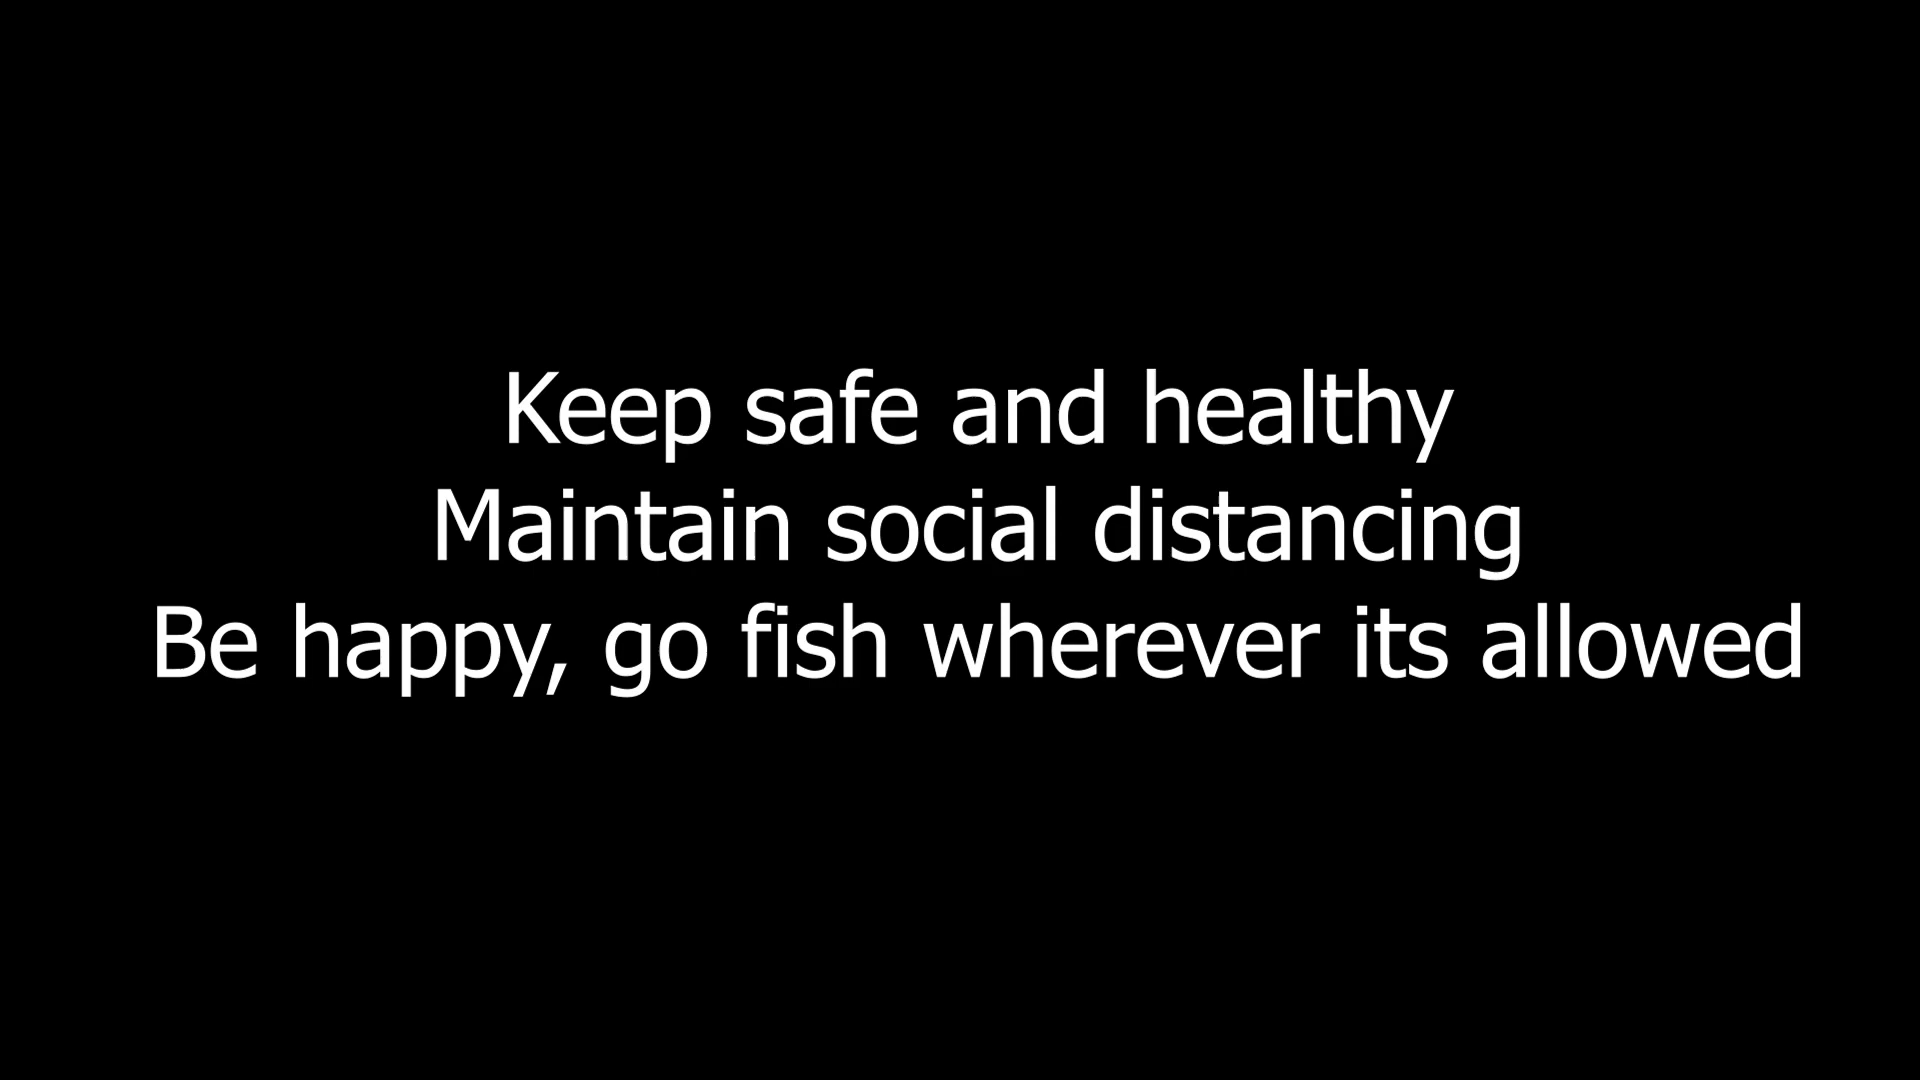 Keep safe and healthy
Maintain social distancing
Be happy, go fish wherever its allowed